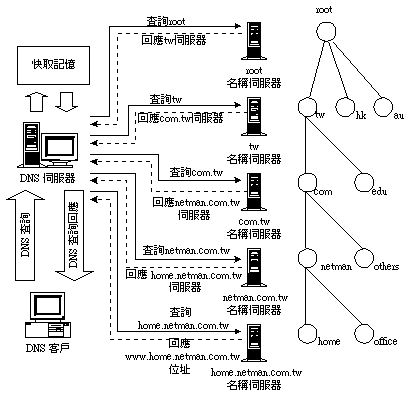 root
查詢root
回應tw伺服器
快取記憶
root
名稱伺服器
查詢tw
回應com.tw伺服器
tw
hk
au
tw
名稱伺服器
DNS 伺服器
查詢com.tw
回應netman.com.tw
伺服器
com.tw
名稱伺服器
com
edu
DNS 查詢
DNS 查詢回應
查詢netman.com.tw
回應 home.netman.com.tw
伺服器
netman.com.tw
名稱伺服器
netman
others
查詢
home.netman.com.tw
回應
www.home.netman.com.tw
位址
home.netman.com.tw
名稱伺服器
home
office
DNS 客戶